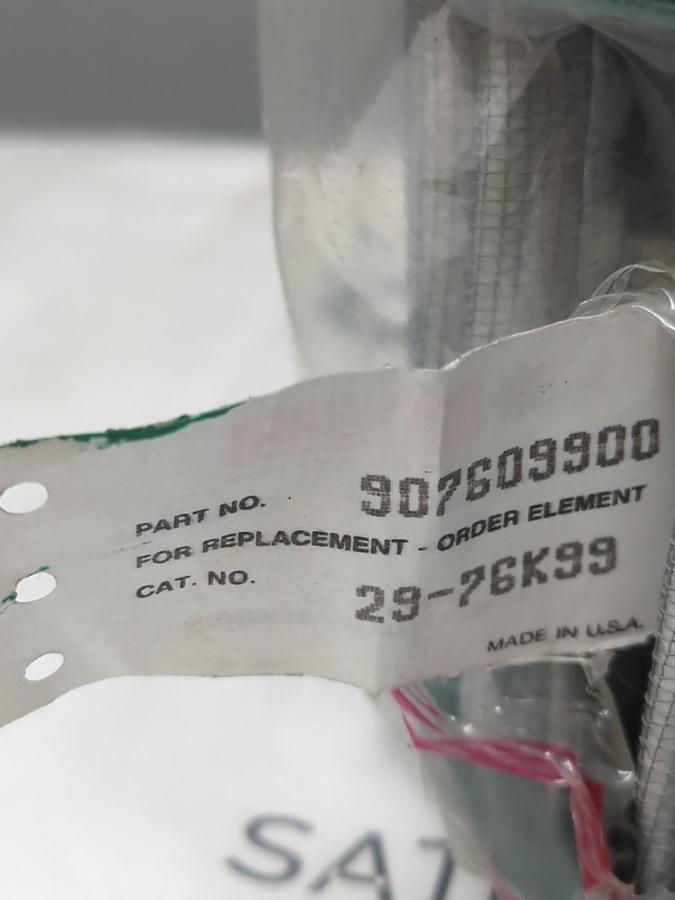 PART NO. 907609900
FOR REPLACEMENT - ORDER ELEMENT
CAT. NO. 29-76K99
MADE IN U.S.A.